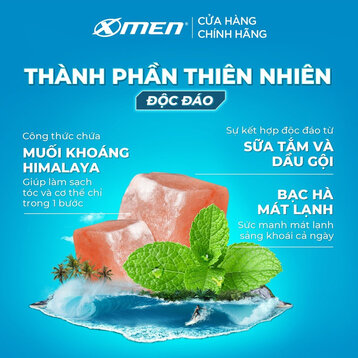 XMEN
CỬA HÀNG
CHÍNH HÃNG
THÀNH PHẦN THIÊN NHIÊN
ĐỘC ĐÁO
Công thức chứa
MUỐI KHOÁNG
HIMALAYA
Giúp làm sạch
tóc và cơ thể chỉ
trong 1 bước
Sự kết hợp độc đáo từ
SỮA TẮM VÀ
DẦU GỘI
BẠC HÀ
MÁT LẠNH
Sức mạnh mát lạnh
sảng khoái cả ngày